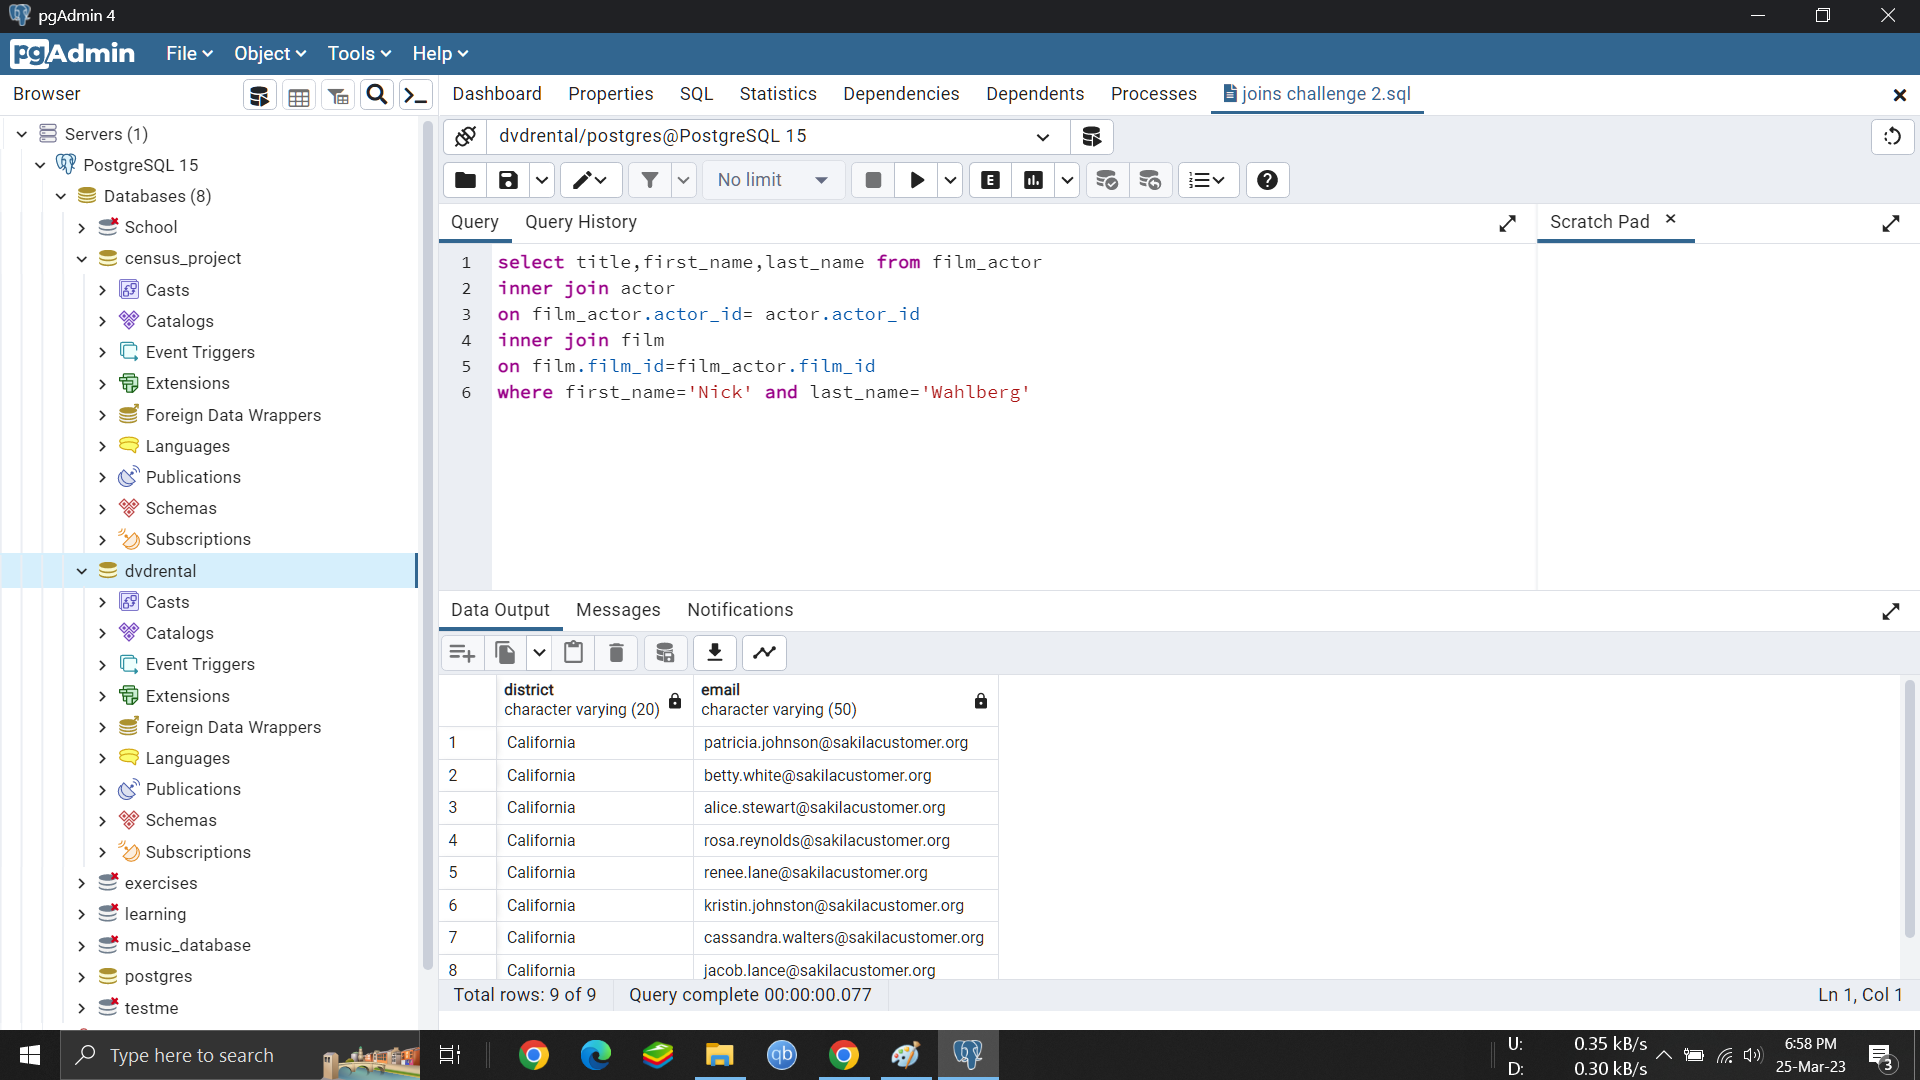 pgAdmin 4
pgAdmin File Object Tools Help
Browser
Dashboard Properties SQL Statistics Dependencies Dependents Processes joins challenge 2.sql
Servers (1)
PostgreSQL 15
Databases (8)
School
census_project
Casts
Catalogs
Event Triggers
Extensions
Foreign Data Wrappers
Languages
Publications
Schemas
Subscriptions
dvdrental
Casts
Catalogs
Event Triggers
Extensions
Foreign Data Wrappers
Languages
Publications
Schemas
Subscriptions
exercises
learning
music_database
postgres
testme
dvdrental/postgres@PostgreSQL 15
No limit
E
Query Query History
Scratch Pad
1 select title,first_name,last_name from film_actor
2 inner join actor
3 on film_actor.actor_id= actor.actor_id
4 inner join film
5 on film.film_id=film_actor.film_id
6 where first_name='Nick' and last_name='Wahlberg'
Data Output Messages Notifications
district email
character varying (20) character varying (50)
1 California patricia.johnson@sakilacustomer.org
2 California betty.white@sakilacustomer.org
3 California alice.stewart@sakilacustomer.org
4 California rosa.reynolds@sakilacustomer.org
5 California renee.lane@sakilacustomer.org
6 California kristin.johnston@sakilacustomer.org
7 California cassandra.walters@sakilacustomer.org
8 California jacob.lance@sakilacustomer.org
Total rows: 9 of 9 Query complete 00:00:00.077 Ln 1, Col 1
Type here to search
qb
U: 0.35 kB/s
D: 0.30 kB/s
6:58 PM
25-Mar-23
3